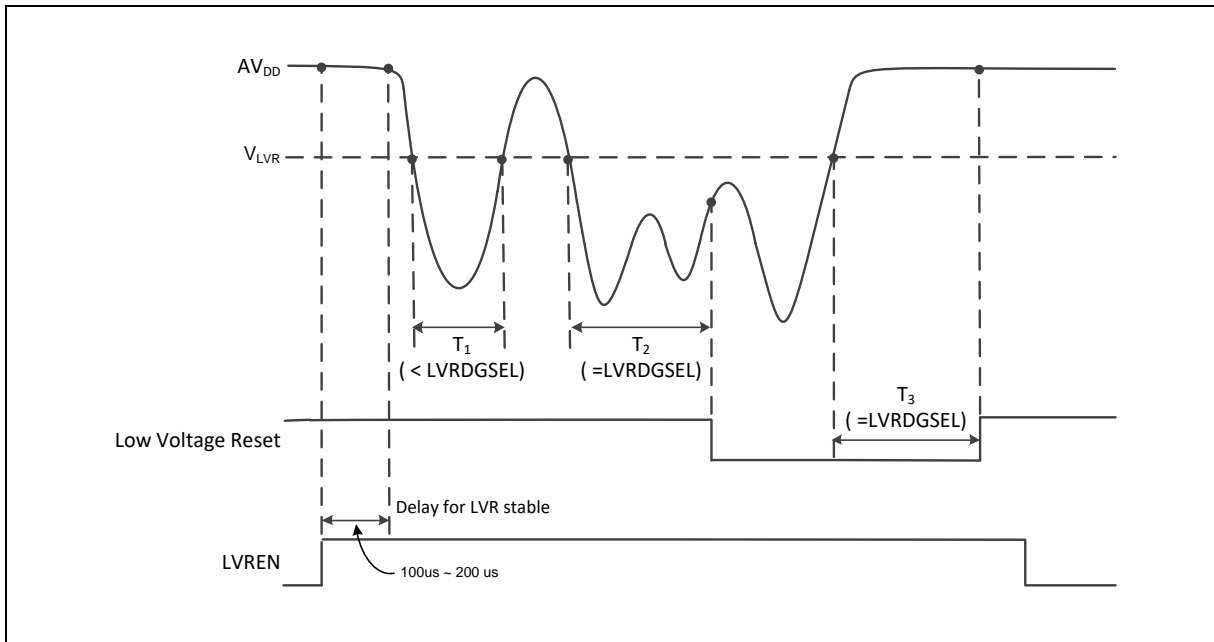 AVDD
VLVR
T1
( < LVRDGSEL)
T2
( =LVRDGSEL)
T3
( =LVRDGSEL)
Low Voltage Reset
Delay for LVR stable
LVREN
100us ~ 200 us